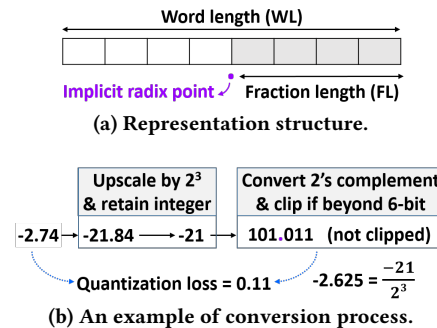 Word length (WL)
Implicit radix point
Fraction length (FL)
(a) Representation structure.
Upscale by 2³
& retain integer
Convert 2's complement
& clip if beyond 6-bit
-2.74
-21.84
-21
101.011 (not clipped)
Quantization loss = 0.11
-2.625 = -21 / 2³
(b) An example of conversion process.